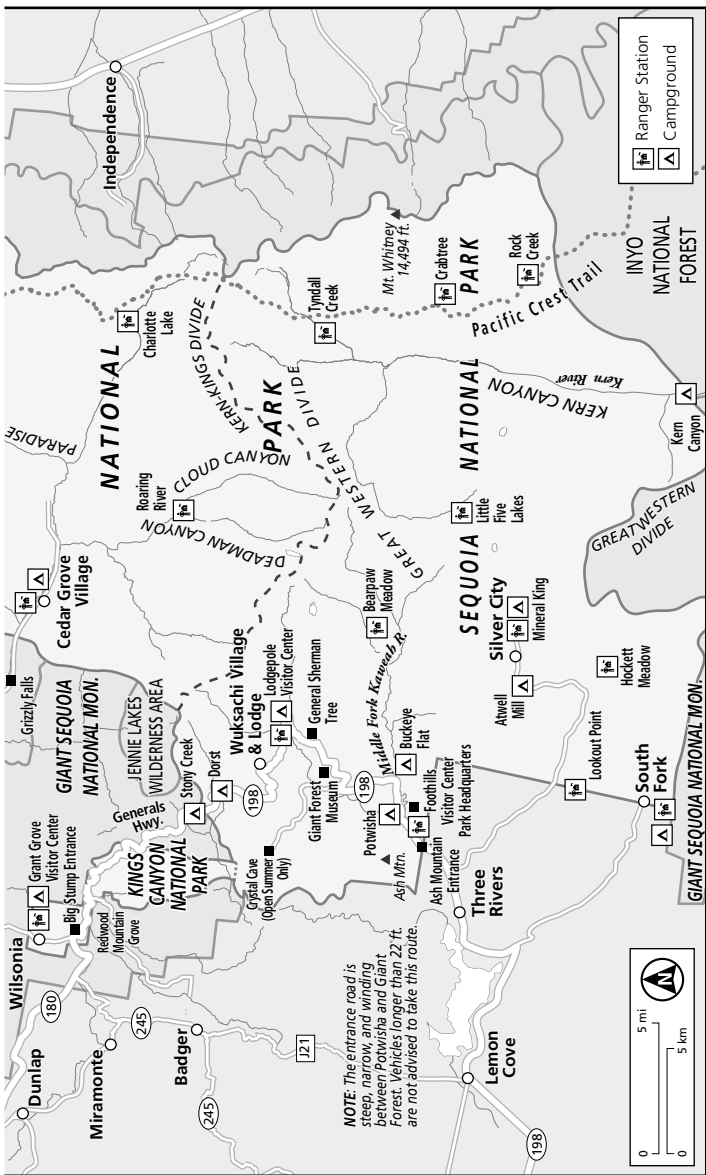 Ranger Station
Campground
Independence
Mt. Whitney
14,494 ft.
Crabtree
Rock
Creek
INYO
NATIONAL
FOREST
Pacific Crest Trail
Tyndall
Creek
Charlotte
Lake
KERN-KINGS DIVIDE
NATIONAL
PARK
PARADISE
CLOUD CANYON
Roaring
River
DEADMAN CANYON
GREAT WESTERN DIVIDE
SEQUOIA NATIONAL PARK
Kern River
KERN CANYON
Kern
Canyon
Little
Five
Lakes
GREAT WESTERN
DIVIDE
Cedar Grove
Village
Grizzly Falls
GIANT SEQUOIA
NATIONAL MON.
JENNIE LAKES
WILDERNESS AREA
Bearpaw
Meadow
Silver City
Mineral King
Atwell
Mill
Hockett
Meadow
Wuksachi Village
& Lodge
Lodgepole
Visitor Center
General Sherman
Tree
Middle Fork Kaweah R.
Buckeye
Flat
Stony Creek
Dorst
198
Giant Forest
Museum
198
Generals
Hwy.
Grant Grove
Visitor Center
Big Stump Entrance
KINGS
CANYON
NATIONAL
PARK
Redwood
Mountain
Grove
Crystal Cave
(Open Summer
Only)
Potwisha
Foothills
Visitor Center
Park Headquarters
Ash Mtn.
Ash Mountain
Entrance
Lookout Point
South
Fork
GIANT SEQUOIA NATIONAL MON.
Three
Rivers
Wilsonia
180
Dunlap
Miramonte
245
Badger
245
J21
NOTE: The entrance road is
steep, narrow, and winding
between Potwisha and Giant
Forest. Vehicles longer than 22 ft.
are not advised to take this route.
Lemon
Cove
198
N
0 5 mi
0 5 km